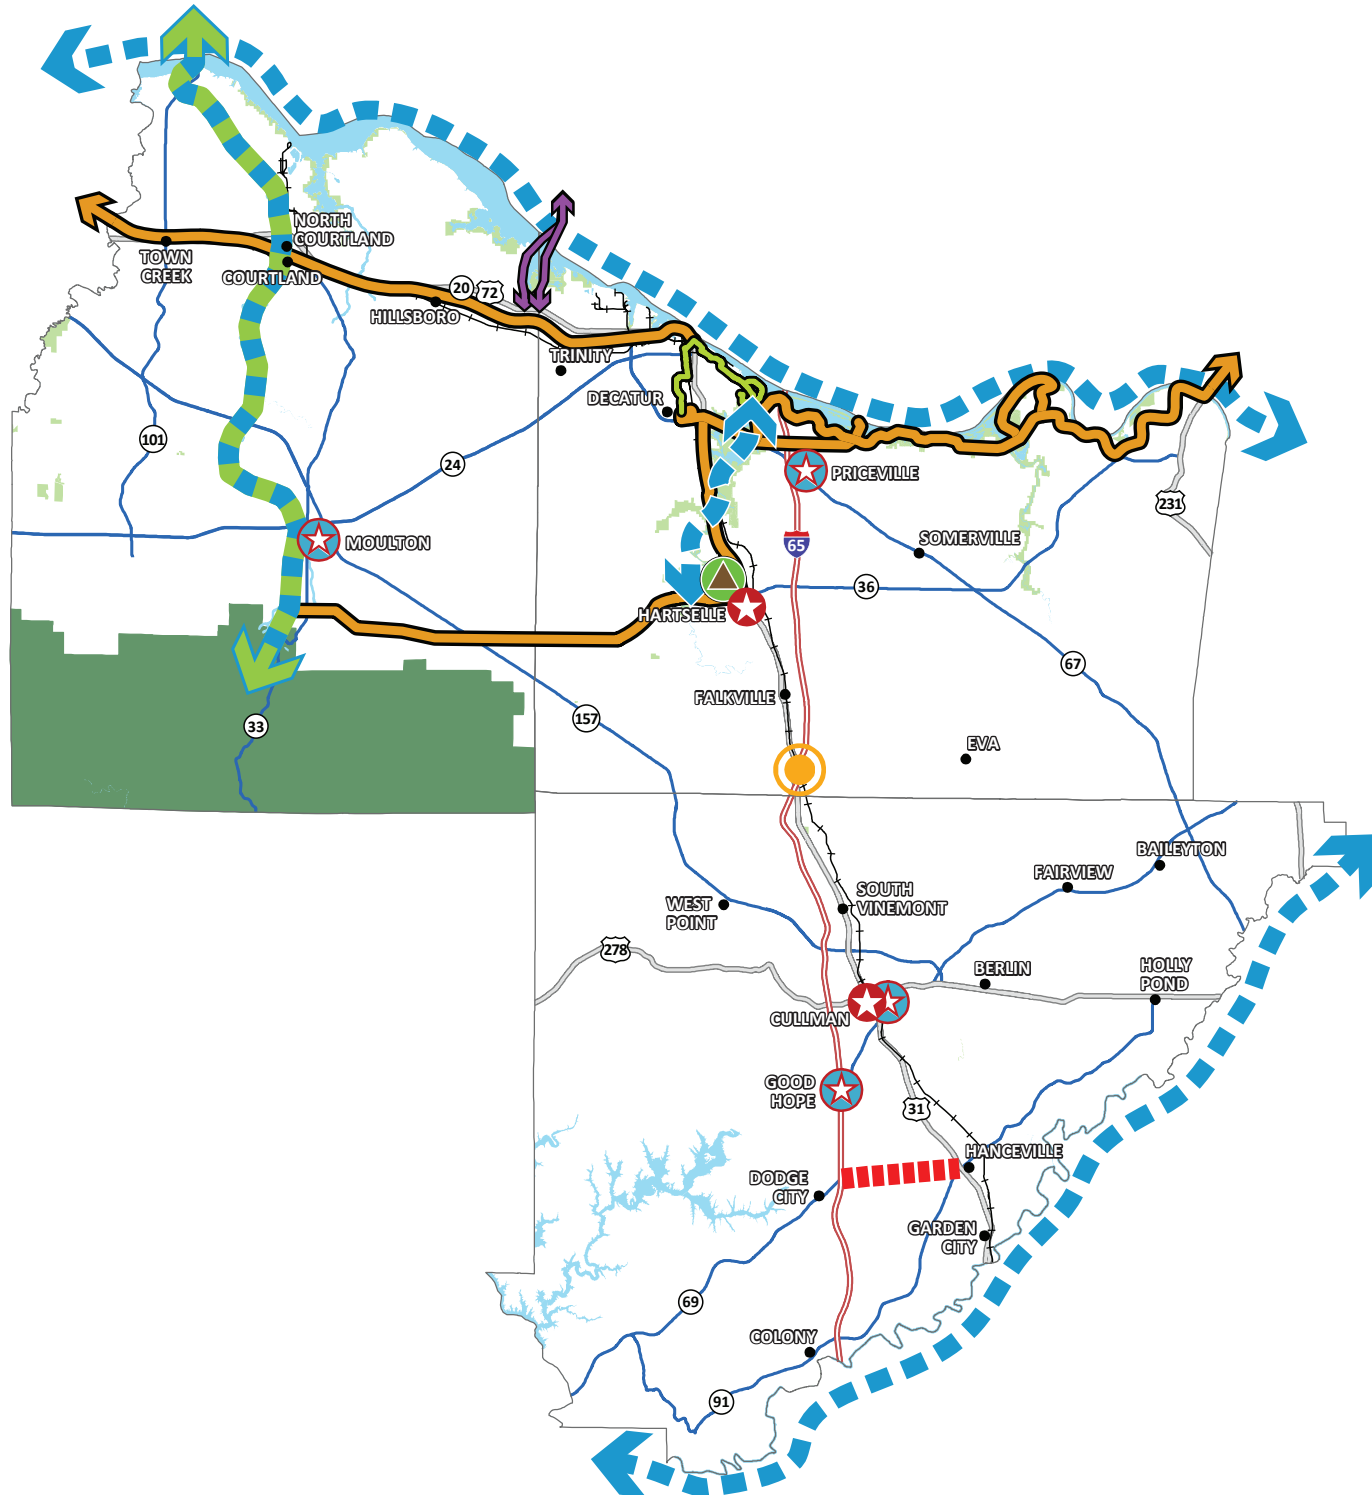 NORTH
COURTLAND
TOWN
CREEK
COURTLAND
20
72
HILLSBORO
TRINITY
DECATUR
101
24
PRICEVILLE
231
MOULTON
65
SOMERVILLE
36
HARTSELLE
67
FALKVILLE
157
33
EVA
BAILEYTON
FAIRVIEW
WEST
POINT
SOUTH
VINEMONT
278
BERLIN
HOLLY
POND
CULLMAN
GOOD
HOPE
31
HANCEVILLE
DODGE
CITY
GARDEN
CITY
69
COLONY
91